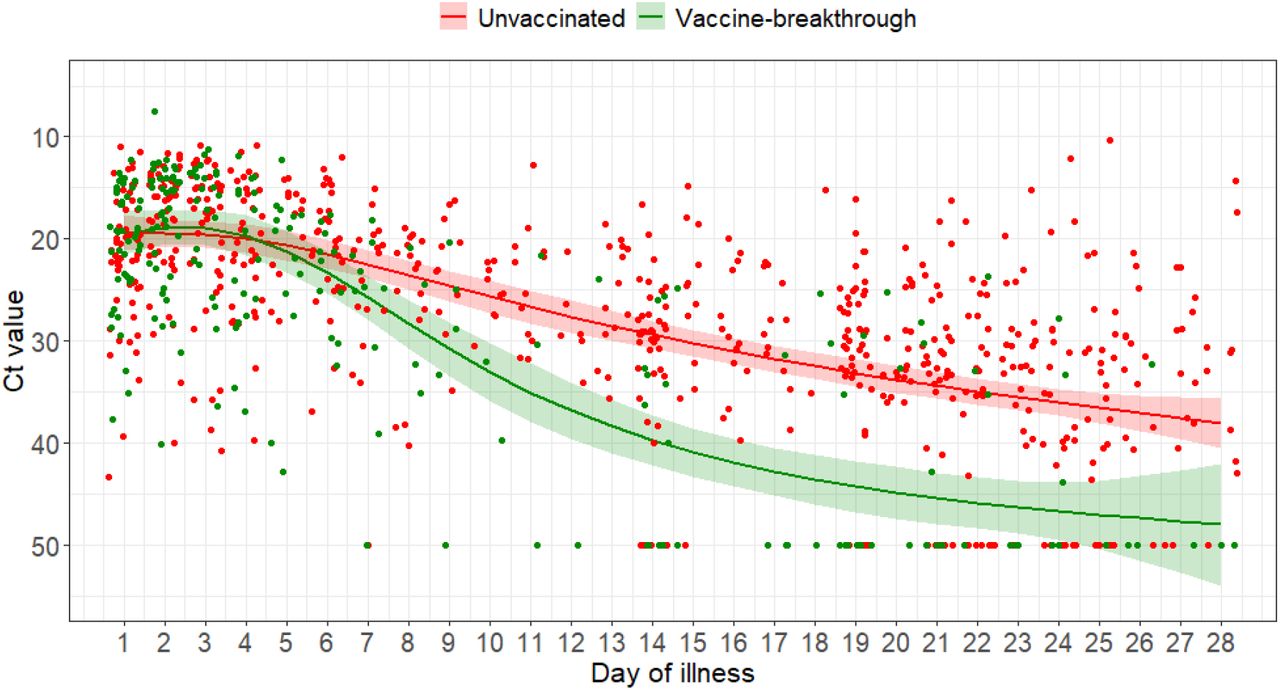 Unvaccinated Vaccine-breakthrough
10
20
30
40
50
Ct value
1 2 3 4 5 6 7 8 9 10 11 12 13 14 15 16 17 18 19 20 21 22 23 24 25 26 27 28
Day of illness